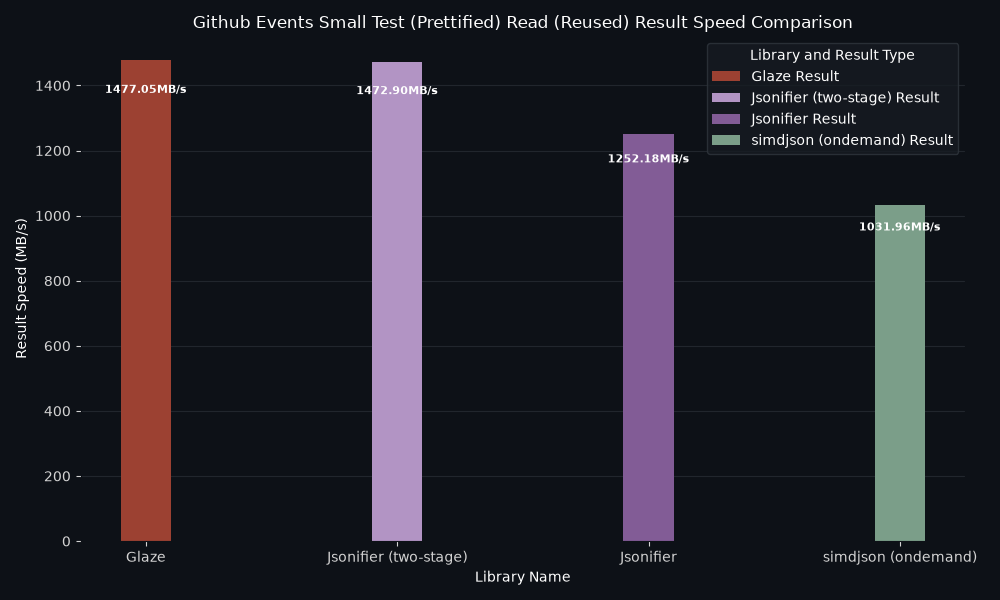 Github Events Small Test (Prettified) Read (Reused) Result Speed Comparison
Library and Result Type
Glaze Result
Jsonifier (two-stage) Result
Jsonifier Result
simdjson (ondemand) Result
1477.05MB/s
1472.90MB/s
1252.18MB/s
1031.96MB/s
Result Speed (MB/s)
1400
1200
1000
800
600
400
200
0
Glaze
Jsonifier (two-stage)
Jsonifier
simdjson (ondemand)
Library Name